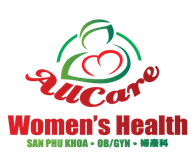 AllCare
Women's Health
SAN PHU KHOA • OB/GYN • 婦產科